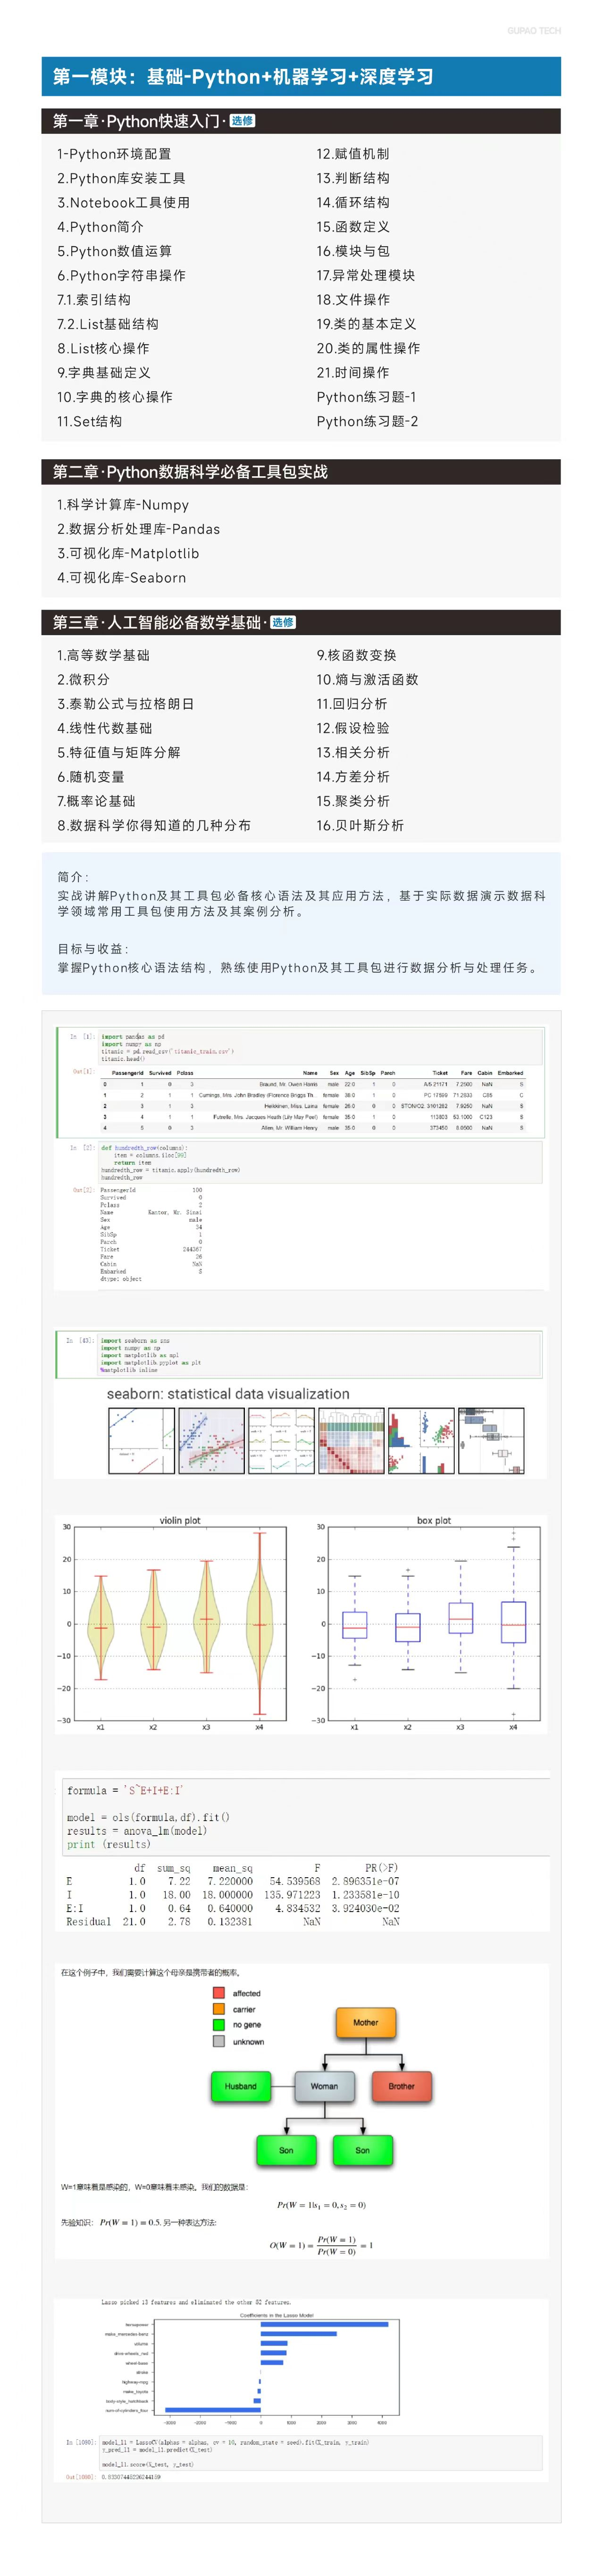 GUPAO TECH
第一模块：基础-Python+机器学习+深度学习
第一章·Python快速入门·选修
1-Python环境配置
2.Python库安装工具
3.Notebook工具使用
4.Python简介
5.Python数值运算
6.Python字符串操作
7.1.索引结构
7.2.List基础结构
8.List核心操作
9.字典基础定义
10.字典的核心操作
11.Set结构
12.赋值机制
13.判断结构
14.循环结构
15.函数定义
16.模块与包
17.异常处理模块
18.文件操作
19.类的基本定义
20.类的属性操作
21.时间操作
Python练习题-1
Python练习题-2
第二章·Python数据科学必备工具包实战
1.科学计算库-Numpy
2.数据分析处理库-Pandas
3.可视化库-Matplotlib
4.可视化库-Seaborn
第三章·人工智能必备数学基础·选修
1.高等数学基础
2.微积分
3.泰勒公式与拉格朗日
4.线性代数基础
5.特征值与矩阵分解
6.随机变量
7.概率论基础
8.数据科学你得知道的几种分布
9.核函数变换
10.熵与激活函数
11.回归分析
12.假设检验
13.相关分析
14.方差分析
15.聚类分析
16.贝叶斯分析
简介：
实战讲解Python及其工具包必备核心语法及其应用方法，基于实际数据演示数据科
学领域常用工具包使用方法及其案例分析。
目标与收益：
掌握Python核心语法结构，熟练使用Python及其工具包进行数据分析与处理任务。
In [1]: import pandas as pd
import numpy as np
titanic = pd.read_csv('titanic_train.csv')
titanic.head()
Out[1]: PassengerId Survived Pclass Name Sex Age SibSp Parch Ticket Fare Cabin Embarked
0 1 0 3 Braund, Mr. Owen Harris male 22.0 1 0 A/5 21171 7.2500 NaN S
1 2 1 1 Cumings, Mrs. John Bradley (Florence Briggs Th... female 38.0 1 0 PC 17599 71.2833 C85 C
2 3 1 3 Heikkinen, Miss. Laina female 26.0 0 0 STON/O2. 3101282 7.9250 NaN S
3 4 1 1 Futrelle, Mrs. Jacques Heath (Lily May Peel) female 35.0 1 0 113803 53.1000 C123 S
4 5 0 3 Allen, Mr. William Henry male 35.0 0 0 373450 8.0500 NaN S
In [2]: def hundredth_row(columns):
item = columns.iloc[99]
return item
hundredth_row = titanic.apply(hundredth_row)
hundredth_row
Out[2]: PassengerId 100
Survived 0
Pclass 2
Name Kantor, Mr. Sinai
Sex male
Age 34
SibSp 1
Parch 0
Ticket 244367
Fare 26
Cabin NaN
Embarked S
dtype: object
In [43]: import seaborn as sns
import numpy as np
import matplotlib as mpl
import matplotlib.pyplot as plt
%matplotlib inline
seaborn: statistical data visualization
violin plot
30
20
10
0
−10
−20
−30
x1 x2 x3 x4
box plot
30
20
10
0
−10
−20
−30
x1 x2 x3 x4
formula = 'S~E+I+E:I'
model = ols(formula,df).fit()
results = anova_lm(model)
print (results)
df sum_sq mean_sq F PR(>F)
E 1.0 7.22 7.220000 54.539568 2.896351e-07
I 1.0 18.00 18.000000 135.971223 1.233581e-10
E:I 1.0 0.64 0.640000 4.834532 3.924030e-02
Residual 21.0 2.78 0.132381 NaN NaN
在这个例子中，我们需要计算这个母亲是携带者的概率。
affected
carrier
no gene
unknown
Mother
Husband
Woman
Brother
Son
Son
W=1意味着是感染的，W=0意味着未感染。我们的数据是：
Pr(W = 1|s₁ = 0, s₂ = 0)
先验知识： Pr(W = 1) = 0.5. 另一种表达方法:
O(W = 1) = Pr(W = 1) / Pr(W = 0) = 1
Lasso picked 13 features and eliminated the other 52 features.
Coefficients in the Lasso Model
horsepower
make_mercedes-benz
volume
drive-wheels_rwd
wheel-base
stroke
highway-mpg
make_toyota
body-style_hatchback
num-of-cylinders_four
-3000 -2000 -1000 0 1000 2000 3000 4000
In [1080]: model_l1 = LassoCV(alphas = alphas, cv = 10, random_state = seed).fit(X_train, y_train)
y_pred_l1 = model_l1.predict(X_test)
model_l1.score(X_test, y_test)